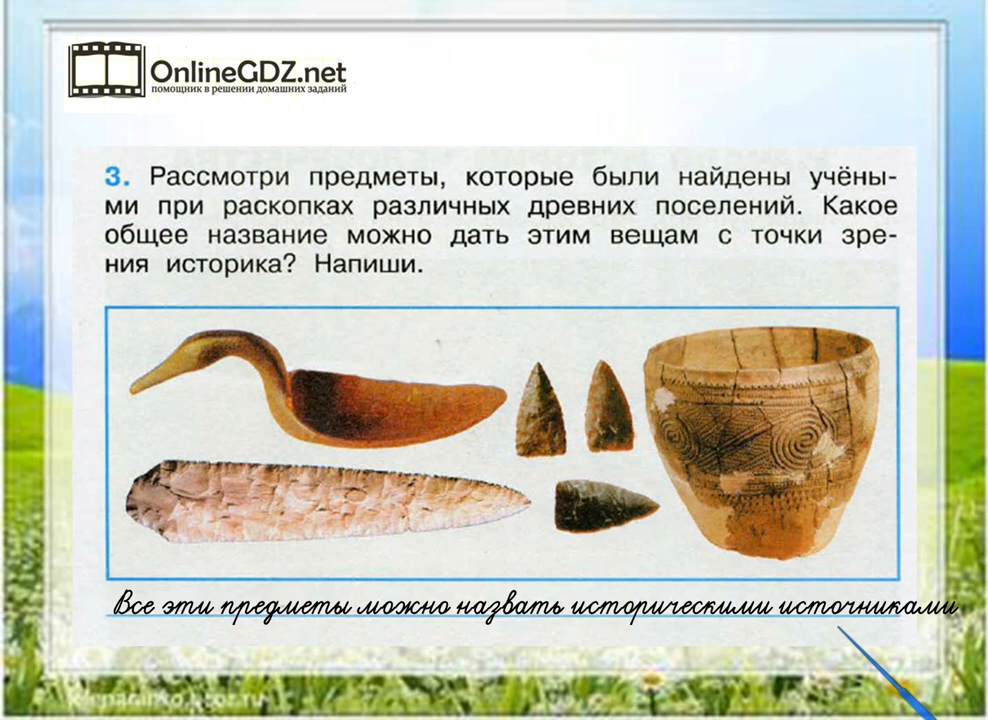 OnlineGDZ.net
помощник в решении домашних заданий
3. Рассмотри предметы, которые были найдены учёны-
ми при раскопках различных древних поселений. Какое
общее название можно дать этим вещам с точки зре-
ния историка? Напиши.
Все эти предметы можно назвать историческими источниками